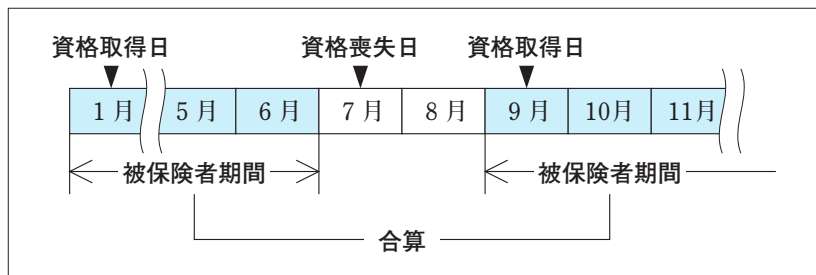 資格取得日 資格喪失日 資格取得日
1月 5月 6月 7月 8月 9月 10月 11月
被保険者期間 被保険者期間
合算